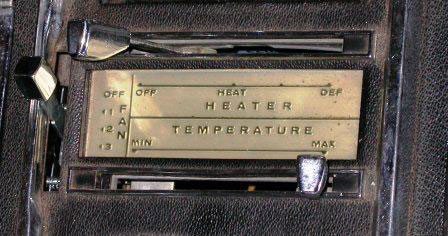 OFF OFF HEAT DEF
•1 F HEATER
A
•2 N TEMPERATURE
•3 MIN MAX